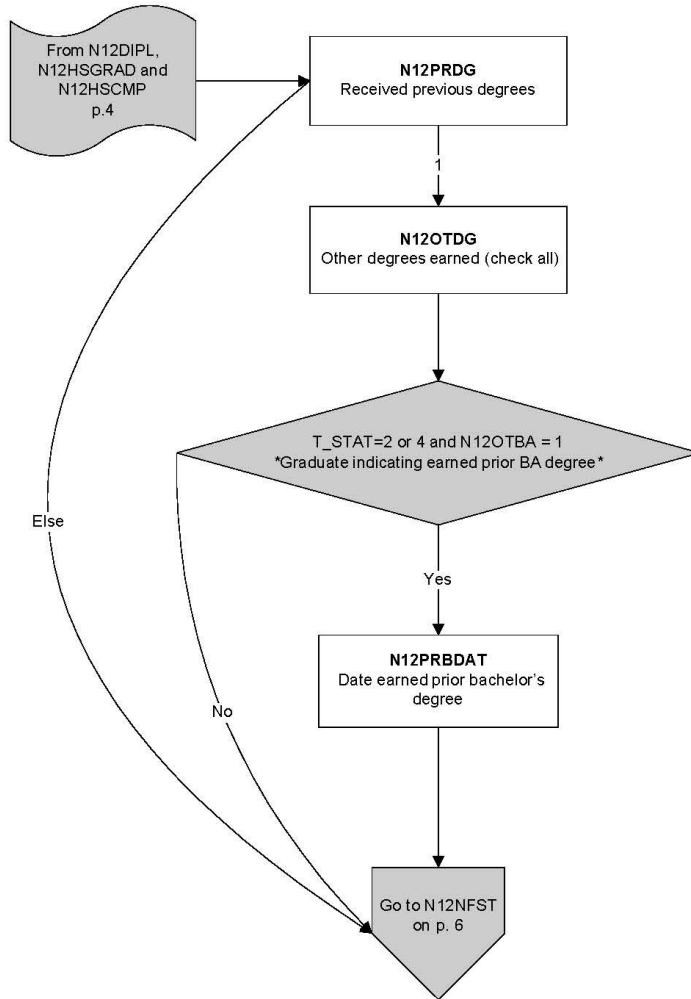 From N12DIPL,
N12HSGRAD and
N12HSCMP
p.4
N12PRDG
Received previous degrees
1
N12OTDG
Other degrees earned (check all)
T_STAT=2 or 4 and N12OTBA = 1
*Graduate indicating earned prior BA degree*
Else
Yes
N12PRBDAT
Date earned prior bachelor's
degree
No
Go to N12NFST
on p. 6